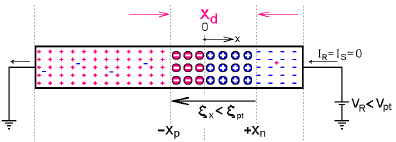 x_d
0
x
I_R=I_S≃0
ξ_x < ξ_pt
V_R < V_pt
-x_p
+x_n